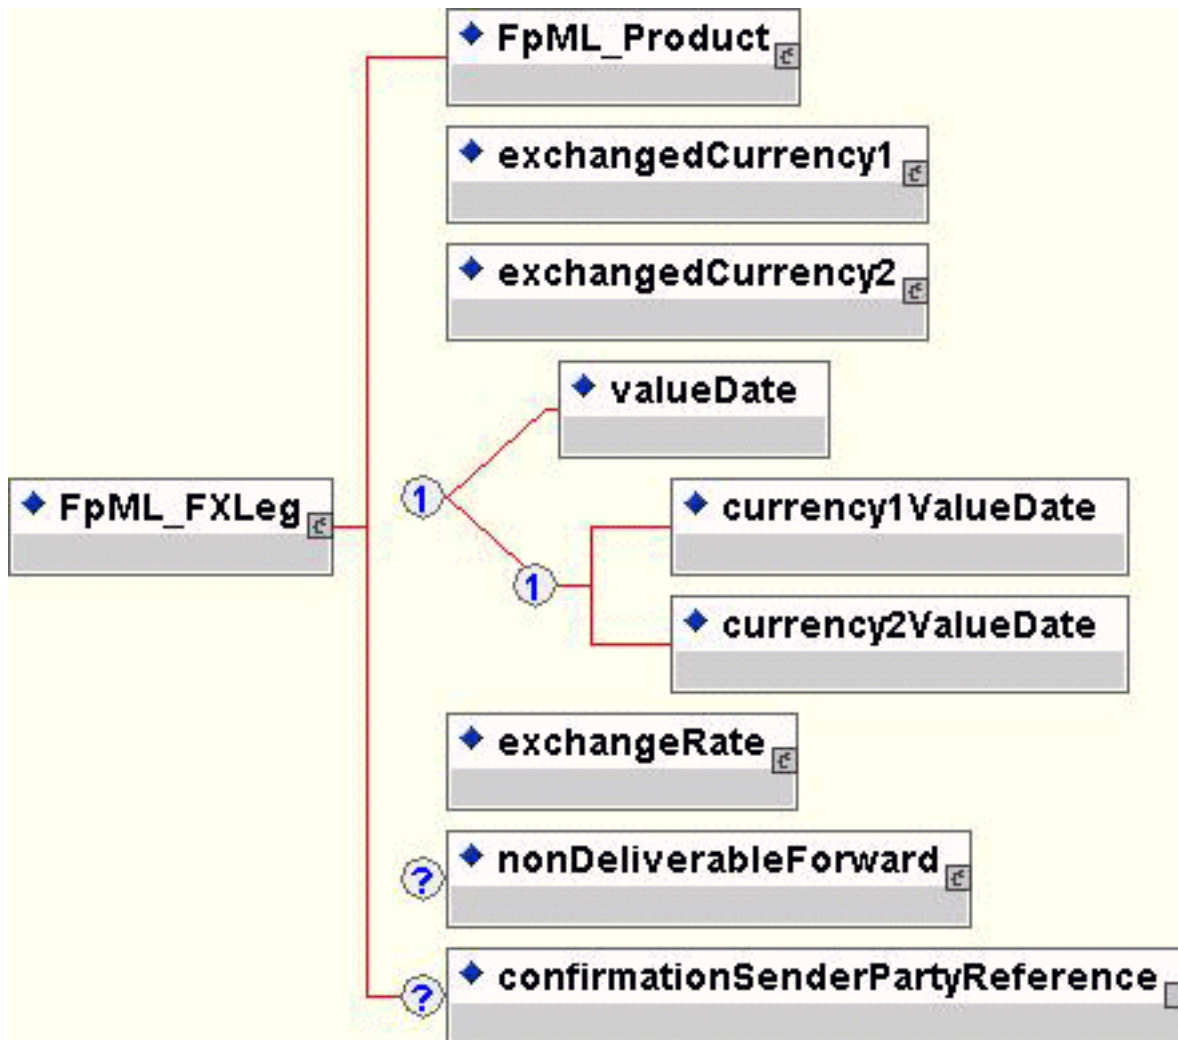 FpML_Product
exchangedCurrency1
exchangedCurrency2
valueDate
1
FpML_FXLeg
currency1ValueDate
1
currency2ValueDate
exchangeRate
?
nonDeliverableForward
?
confirmationSenderPartyReference